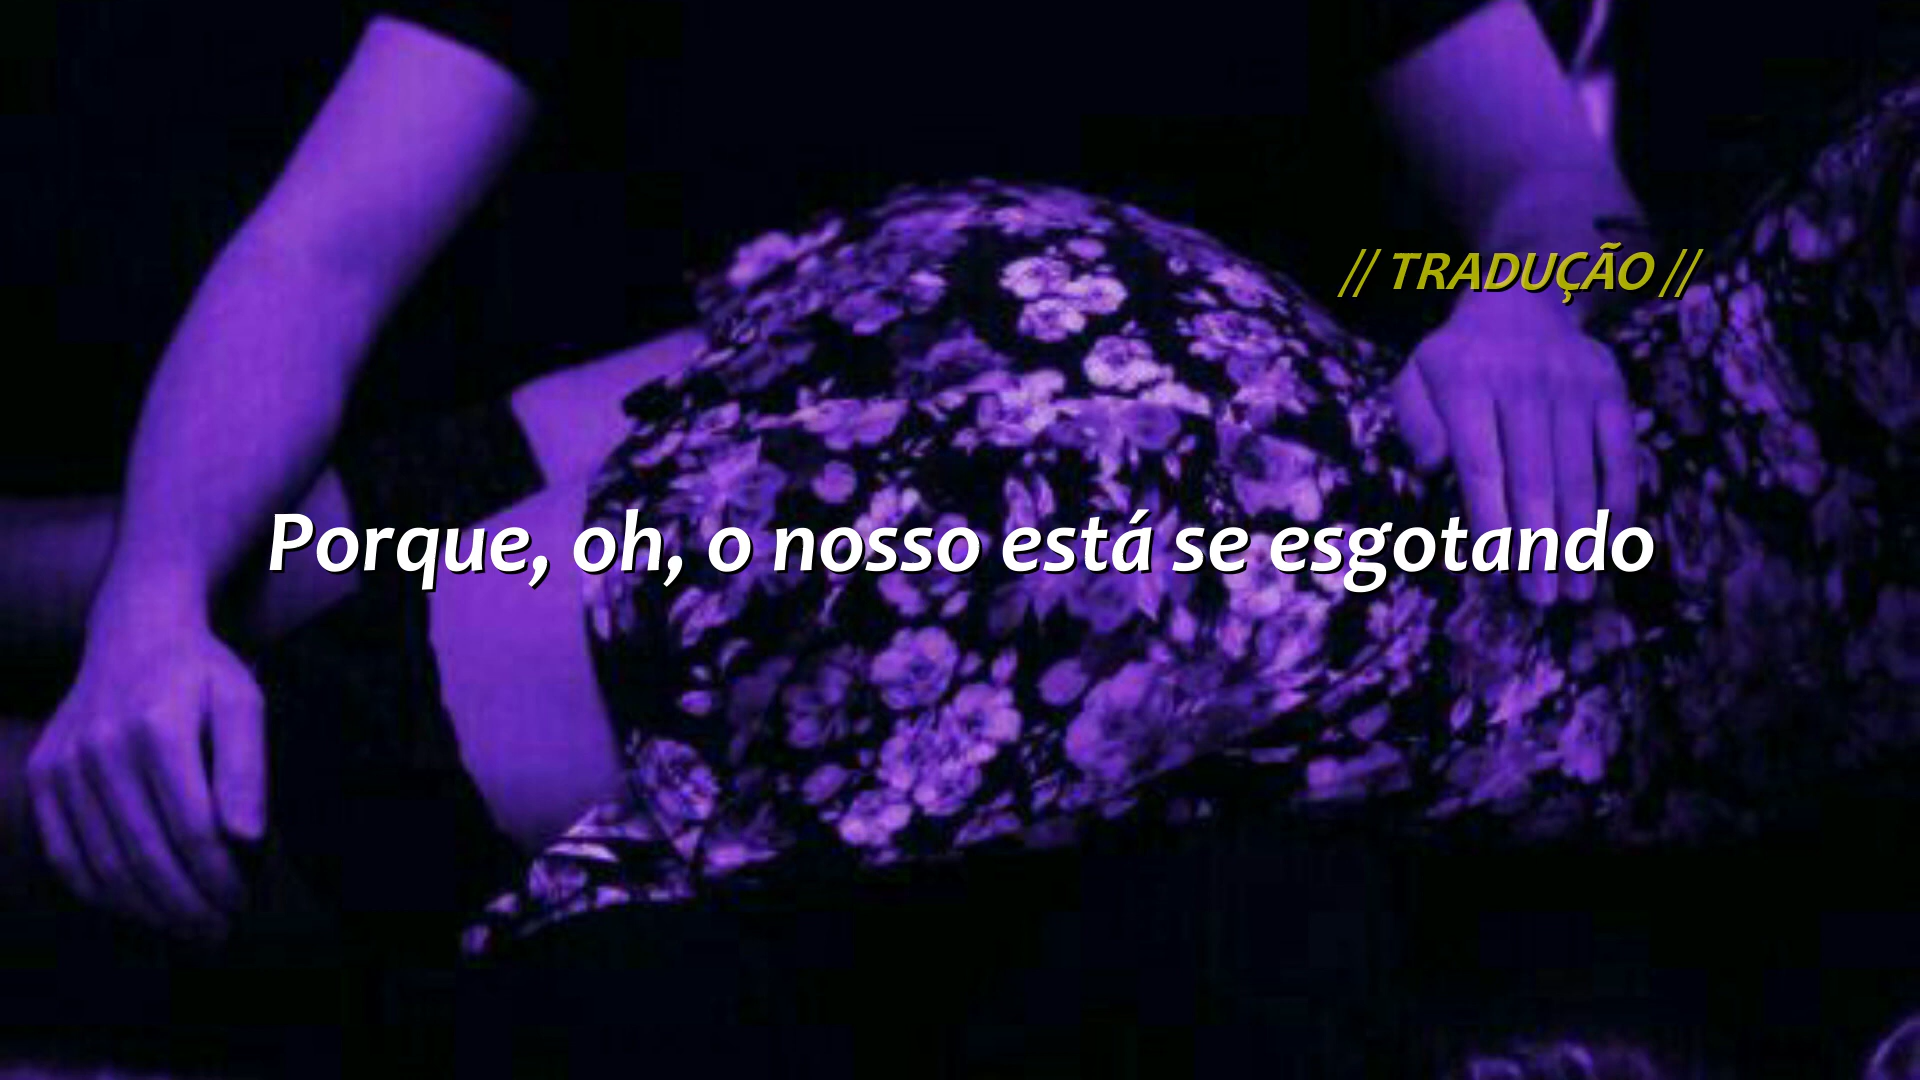 // TRADUÇÃO //
Porque, oh, o nosso está se esgotando